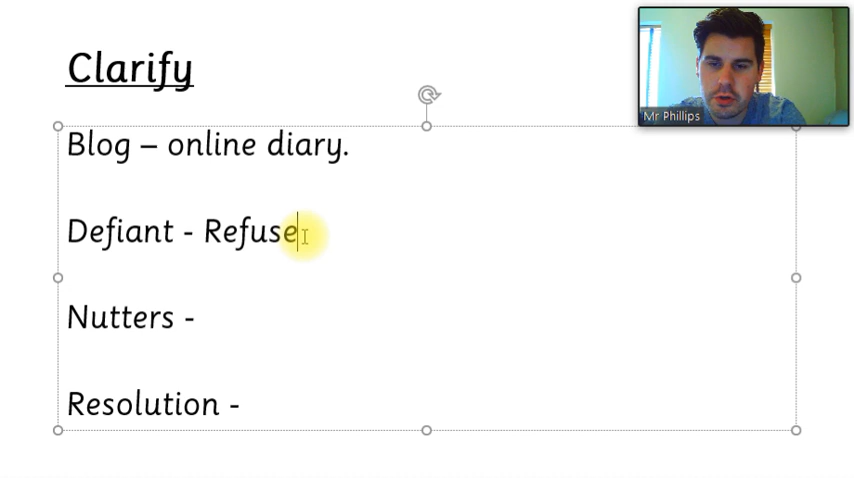 Clarify
Mr Phillips
Blog – online diary.
Defiant - Refuse
Nutters -
Resolution -